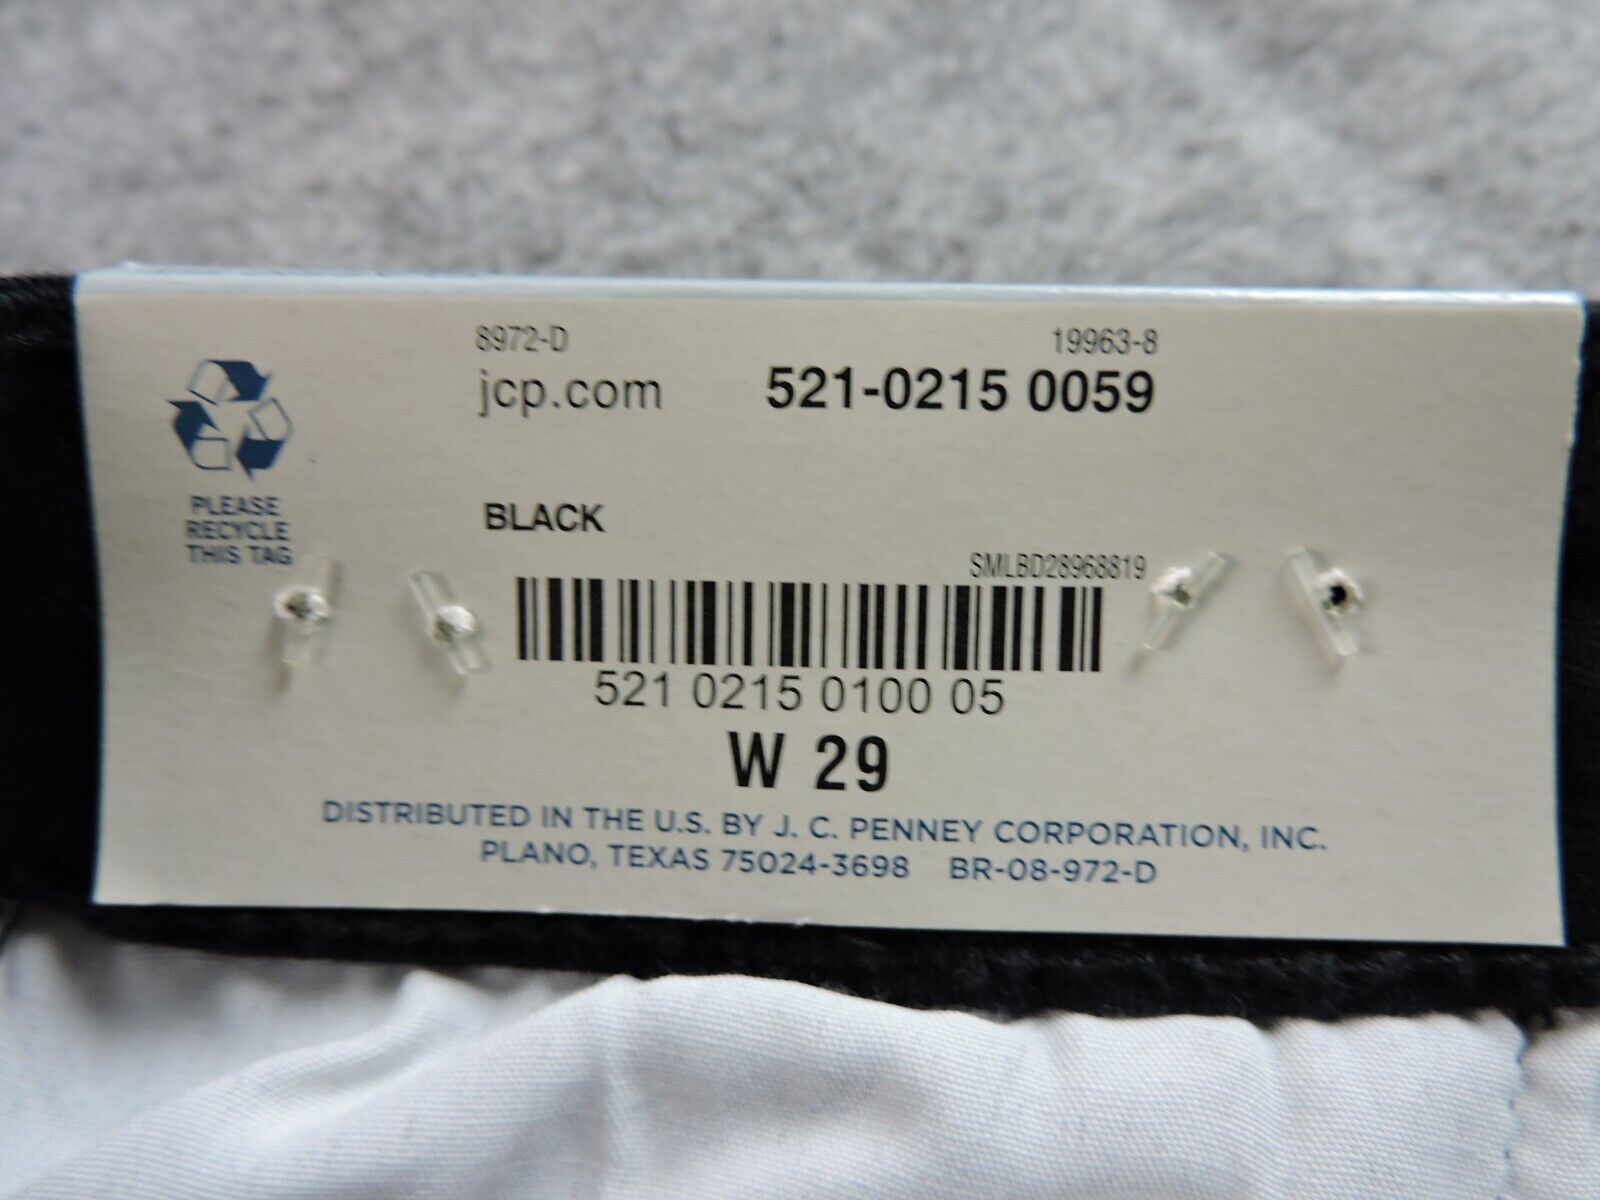 8972-D 19963-8
jcp.com 521-0215 0059
PLEASE
RECYCLE
THIS TAG
BLACK
SMLBD28968819
521 0215 0100 05
W 29
DISTRIBUTED IN THE U.S. BY J. C. PENNEY CORPORATION, INC.
PLANO, TEXAS 75024-3698 BR-08-972-D